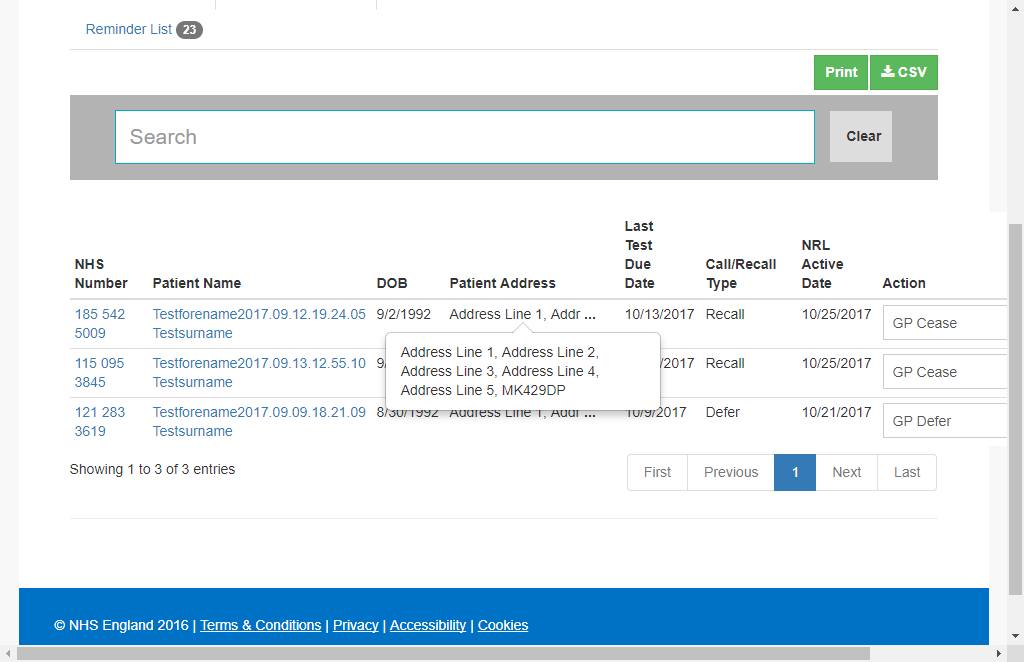 Reminder List 23
Print CSV
Search
Clear
NHS Number Patient Name DOB Patient Address Last Test Due Date Call/Recall Type NRL Active Date Action
185 542 5009 Testforename2017.09.12.19.24.05 Testsurname 9/2/1992 Address Line 1, Addr ... 10/13/2017 Recall 10/25/2017 GP Cease
Address Line 1, Address Line 2,
Address Line 3, Address Line 4,
Address Line 5, MK429DP
115 095 3845 Testforename2017.09.13.12.55.10 Testsurname 9/ /2017 Recall 10/25/2017 GP Cease
121 283 3619 Testforename2017.09.09.18.21.09 Testsurname 8/30/1992 Address Line 1, Addr ... 10/9/2017 Defer 10/21/2017 GP Defer
Showing 1 to 3 of 3 entries
First Previous 1 Next Last
© NHS England 2016 | Terms & Conditions | Privacy | Accessibility | Cookies